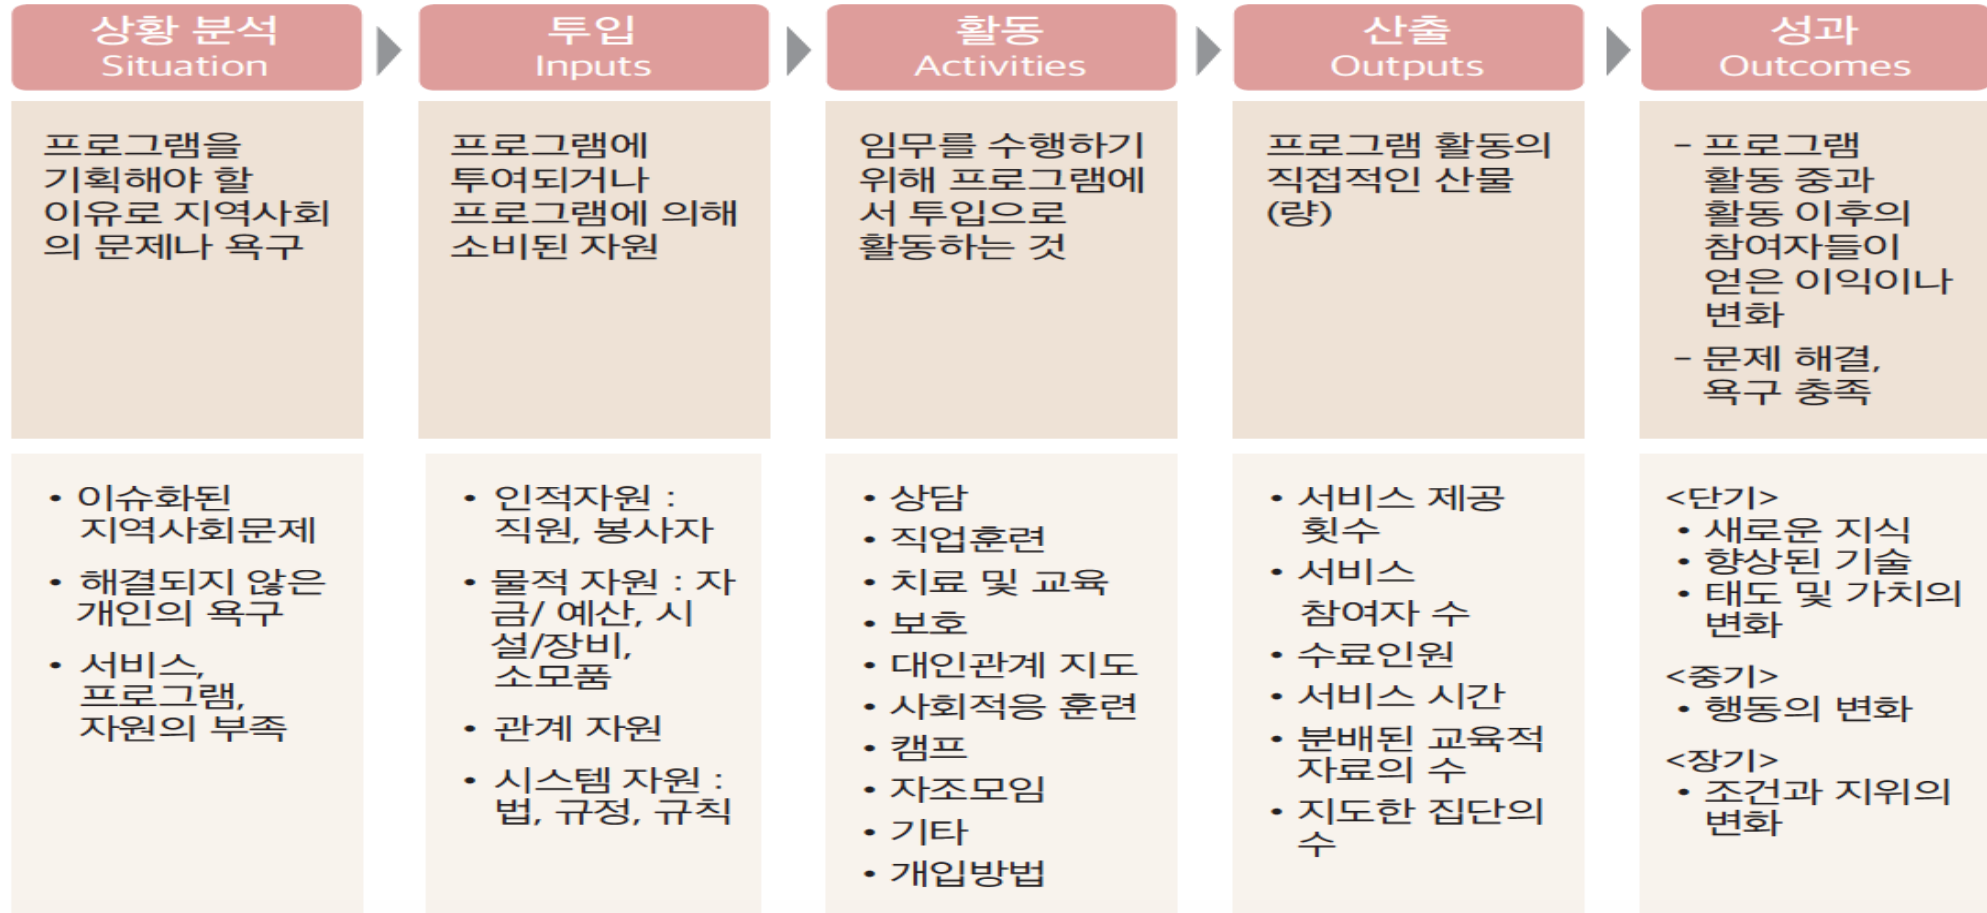 상황 분석
Situation
투입
Inputs
활동
Activities
산출
Outputs
성과
Outcomes
프로그램을
기획해야 할
이유로 지역사회
의 문제나 욕구
프로그램에
투여되거나
프로그램에 의해
소비된 자원
임무를 수행하기
위해 프로그램에
서 투입으로
활동하는 것
프로그램 활동의
직접적인 산물
(량)
- 프로그램
활동 중과
활동 이후의
참여자들이
얻은 이익이나
변화
- 문제 해결,
욕구 충족
• 이슈화된
지역사회문제
• 해결되지 않은
개인의 욕구
• 서비스,
프로그램,
자원의 부족
• 인적자원 :
직원, 봉사자
• 물적 자원 : 자
금/ 예산, 시
설/장비,
소모품
• 관계 자원
• 시스템 자원 :
법, 규정, 규칙
• 상담
• 직업훈련
• 치료 및 교육
• 보호
• 대인관계 지도
• 사회적응 훈련
• 캠프
• 자조모임
• 기타
• 개입방법
• 서비스 제공
횟수
• 서비스
참여자 수
• 수료인원
• 서비스 시간
• 분배된 교육적
자료의 수
• 지도한 집단의
수
<단기>
• 새로운 지식
• 향상된 기술
• 태도 및 가치의
변화
<중기>
• 행동의 변화
<장기>
• 조건과 지위의
변화